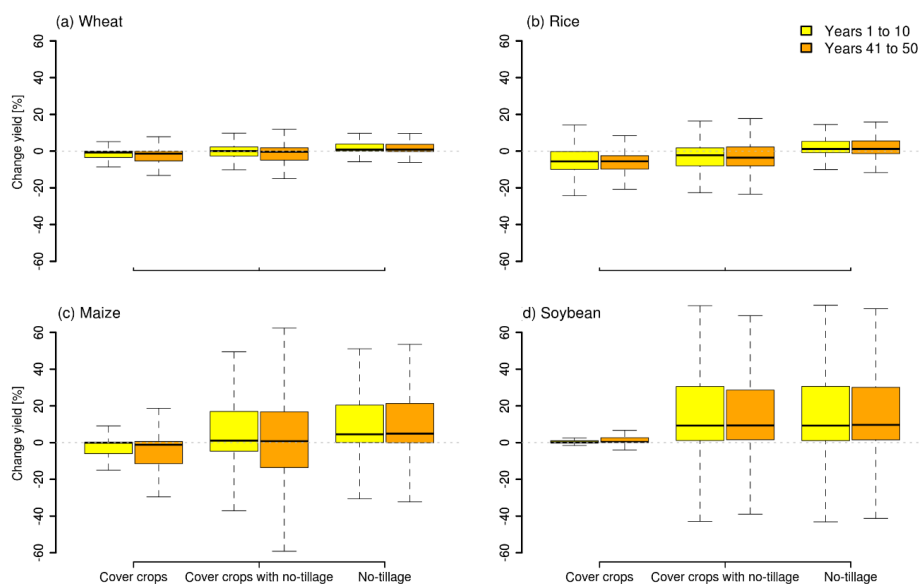 (a) Wheat
(b) Rice
Years 1 to 10
Years 41 to 50
Change yield [%]
60
40
20
0
-20
-40
-60
60
40
20
0
-20
-40
-60
(c) Maize
d) Soybean
Change yield [%]
60
40
20
0
-20
-40
-60
60
40
20
0
-20
-40
-60
Cover crops
Cover crops with no-tillage
No-tillage
Cover crops
Cover crops with no-tillage
No-tillage